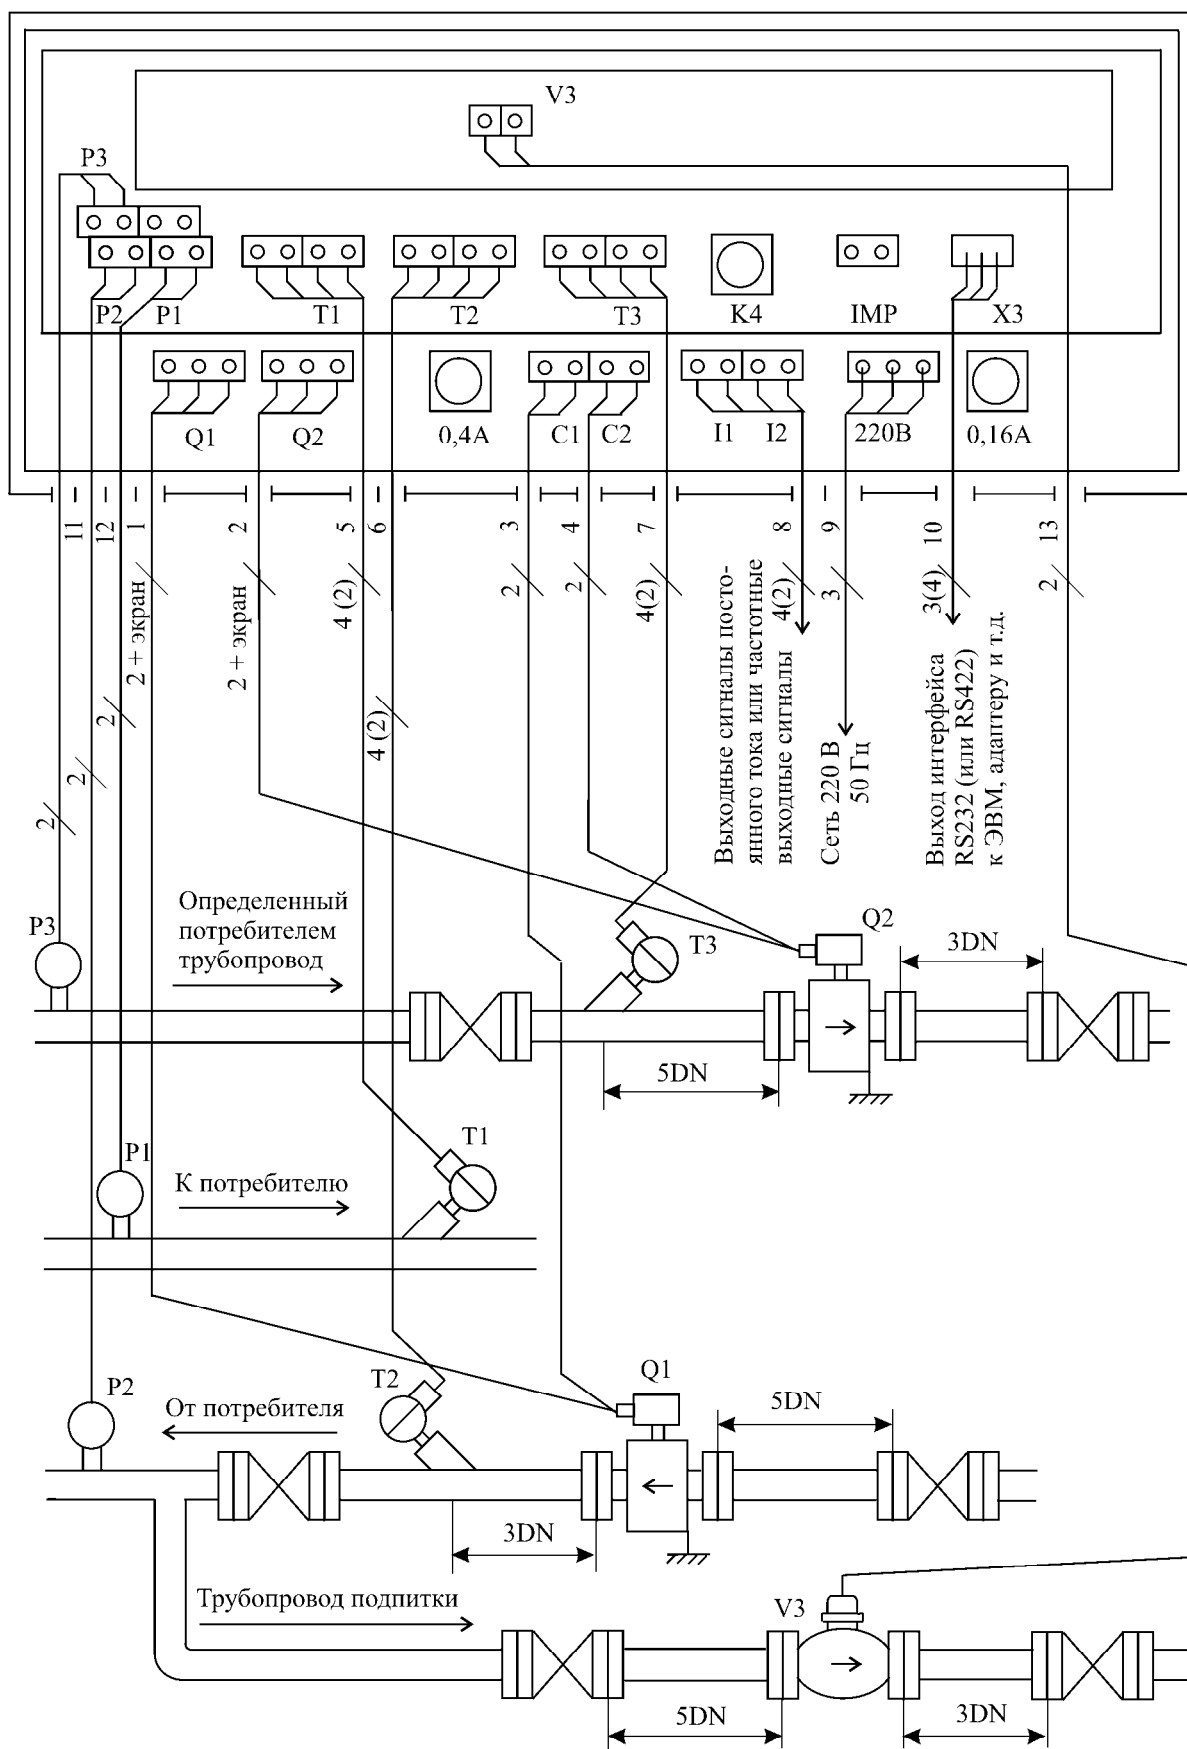 V3
P3
P2
P1
T1
T2
T3
K4
IMP
X3
Q1
Q2
0,4А
C1
C2
I1
I2
220В
0,16А
11
12
1
2
5
6
3
4
7
8
9
10
13
2
2
2
2 + экран
2 + экран
4 (2)
4 (2)
2
2
4(2)
4(2)
3
3(4)
2
Выходные сигналы посто-
янного тока или частотные
выходные сигналы
Сеть 220 В
50 Гц
Выход интерфейса
RS232 (или RS422)
к ЭВМ, адаптеру и т.д.
P3
Определенный
потребителем
трубопровод
T3
Q2
3DN
5DN
P1
К потребителю
T1
P2
От потребителя
T2
Q1
5DN
3DN
Трубопровод подпитки
V3
5DN
3DN